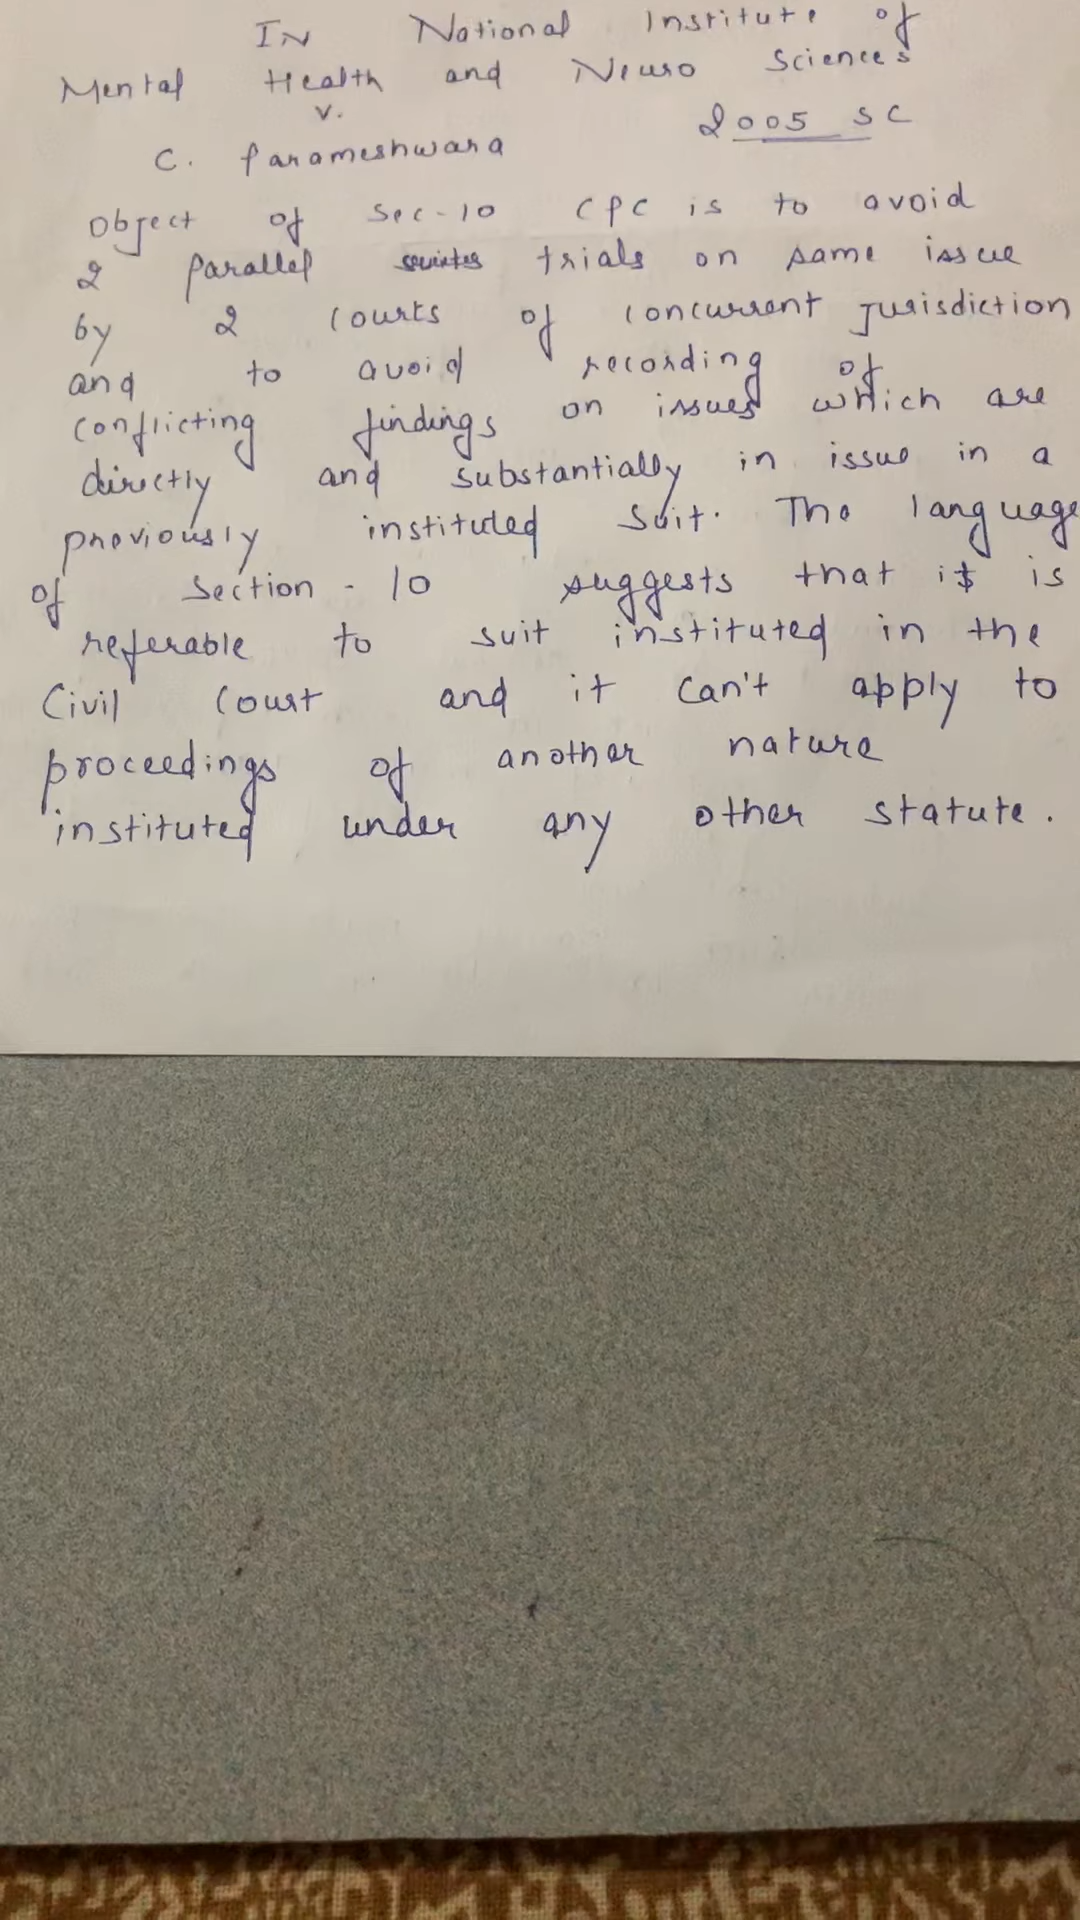 IN National Institute of
Mental Health and Neuro Sciences
v.
C. Parameshwara 2005 SC
Object of Sec-10 CPC is to avoid
2 parallel trials on same issue
by 2 courts of concurrent jurisdiction
and to avoid recording of
conflicting findings on issues which are
directly and substantially in issue in a
previously instituted suit. The language
of Section-10 suggests that it is
referable to suit instituted in the
Civil Court and it can't apply to
proceedings of another nature
instituted under any other statute.